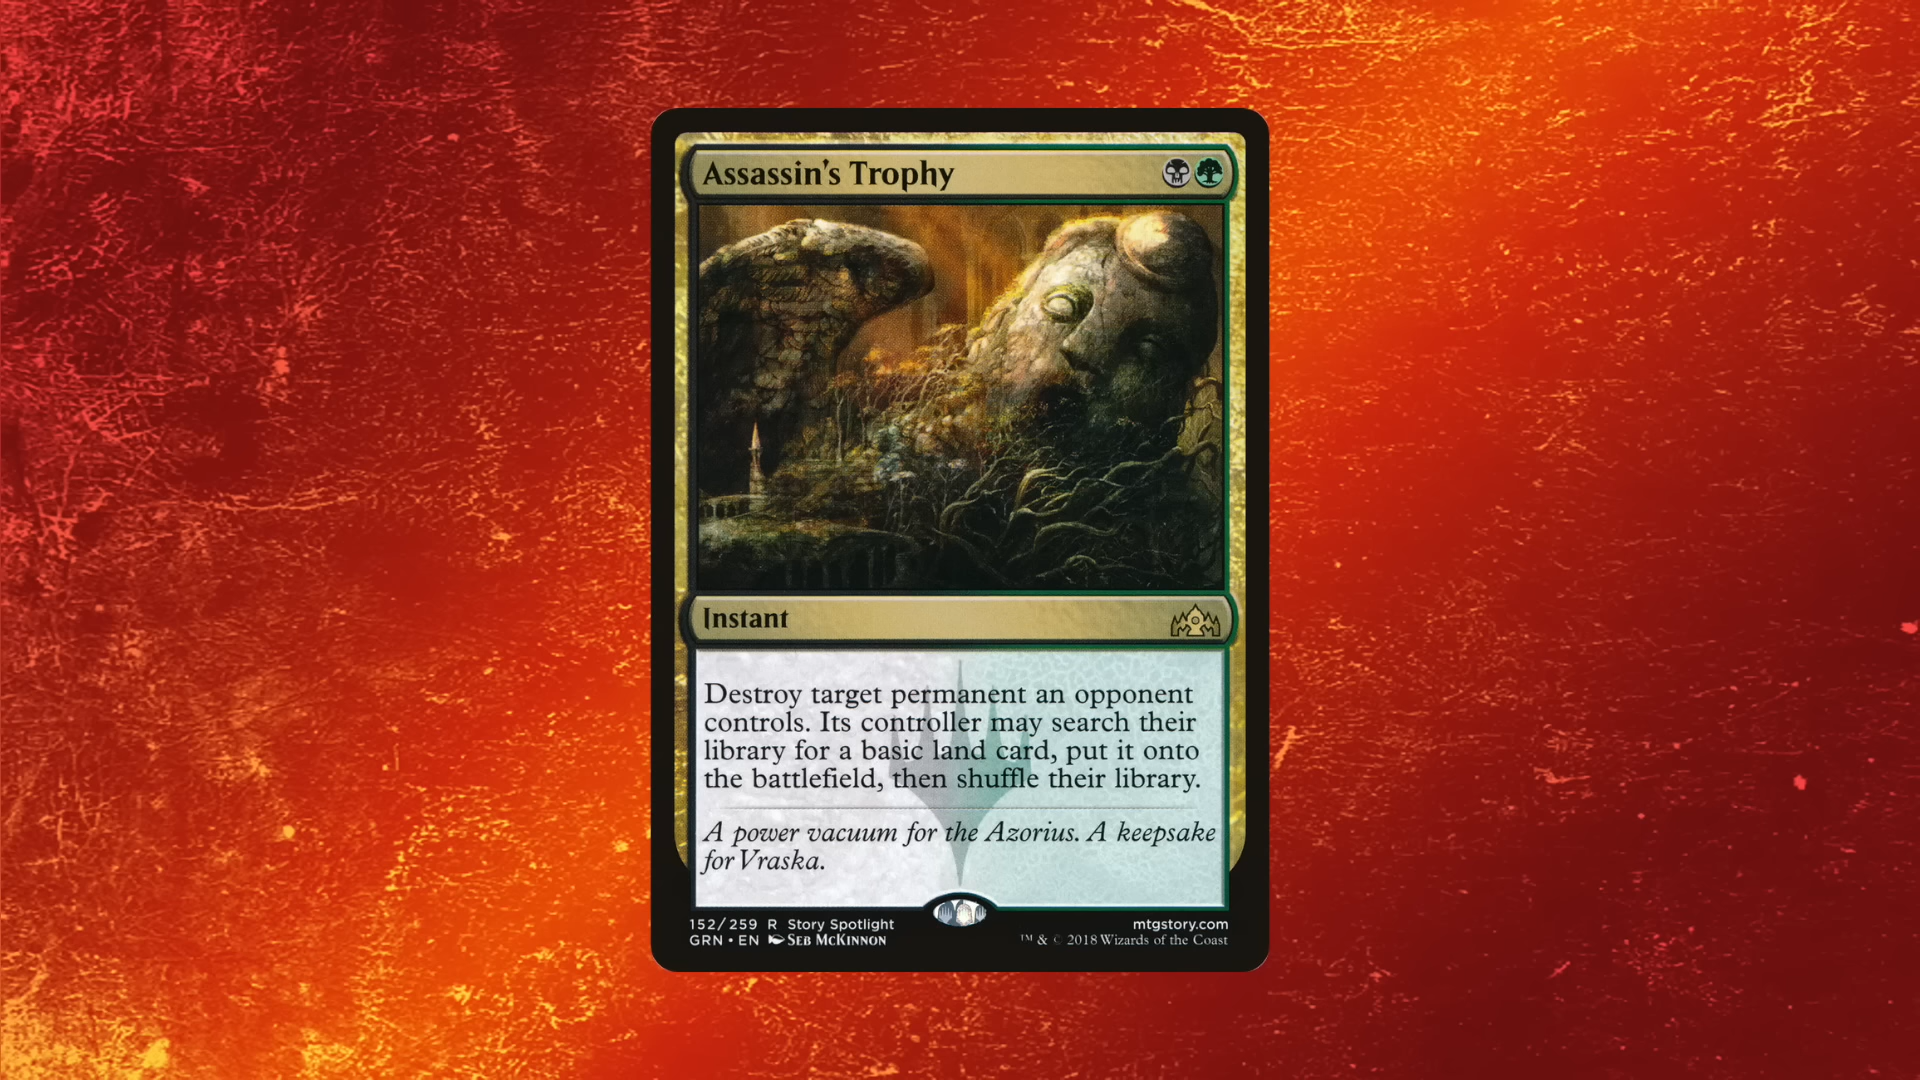 Assassin's Trophy
Instant
Destroy target permanent an opponent
controls. Its controller may search their
library for a basic land card, put it onto
the battlefield, then shuffle their library.
A power vacuum for the Azorius. A keepsake
for Vraska.
152/259 R Story Spotlight
GRN • EN Seb McKinnon
mtgstory.com
™ & © 2018 Wizards of the Coast